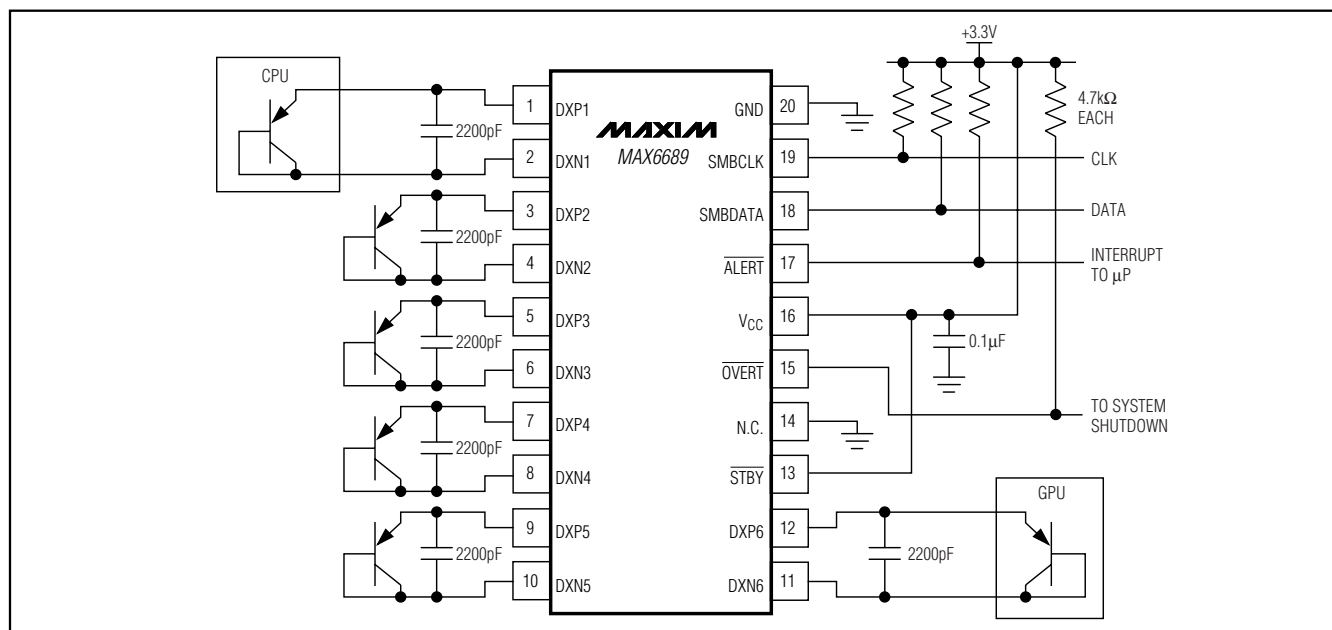 +3.3V
CPU
4.7kΩ
EACH
2200pF
1
DXP1
GND
20
MAXIM
MAX6689
2
DXN1
SMBCLK
19
CLK
3
DXP2
SMBDATA
18
DATA
2200pF
4
DXN2
ALERT
17
INTERRUPT
TO µP
5
DXP3
VCC
16
2200pF
0.1µF
6
DXN3
OVERT
15
7
DXP4
N.C.
14
TO SYSTEM
SHUTDOWN
2200pF
8
DXN4
STBY
13
GPU
9
DXP5
DXP6
12
2200pF
2200pF
10
DXN5
DXN6
11